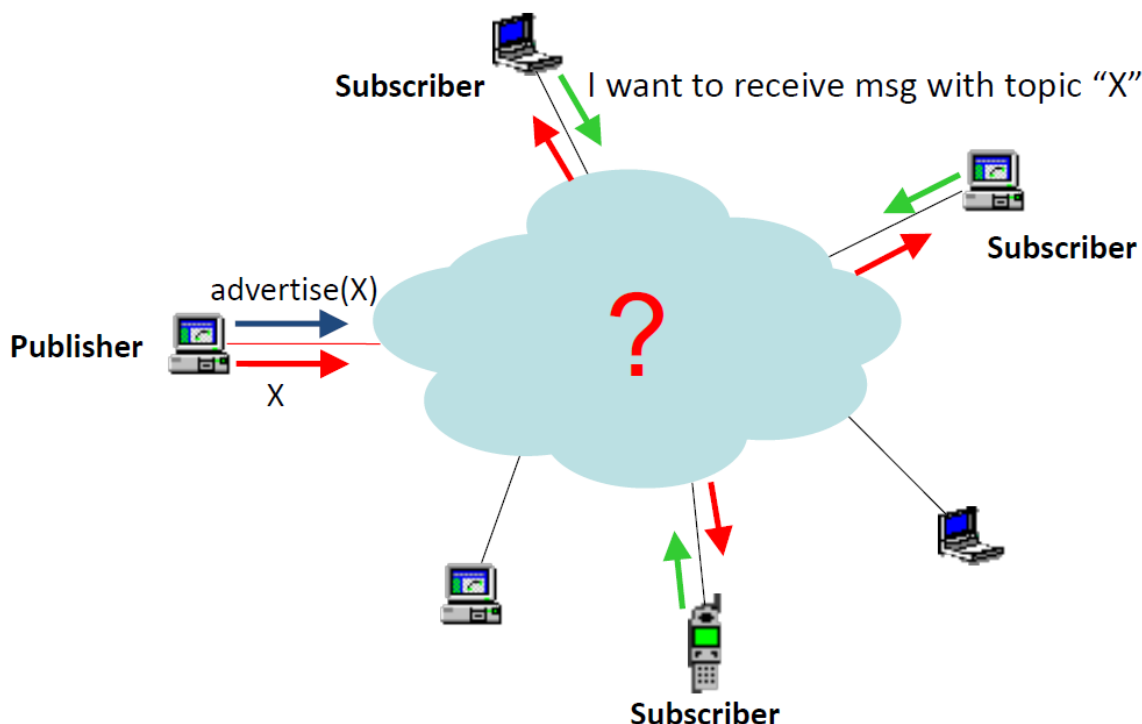 Subscriber
I want to receive msg with topic “X”
Subscriber
advertise(X)
Publisher
X
?
Subscriber